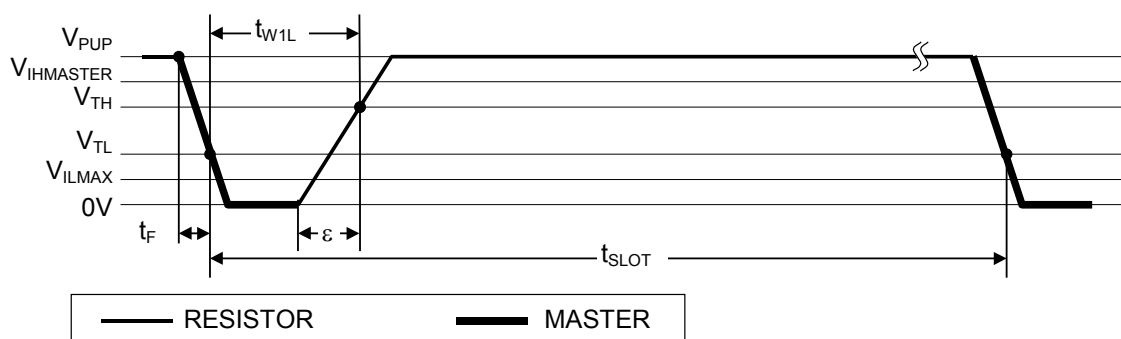 t_W1L
V_PUP
V_IHMASTER
V_TH
V_TL
V_ILMAX
0V
t_F
ε
t_SLOT
RESISTOR
MASTER